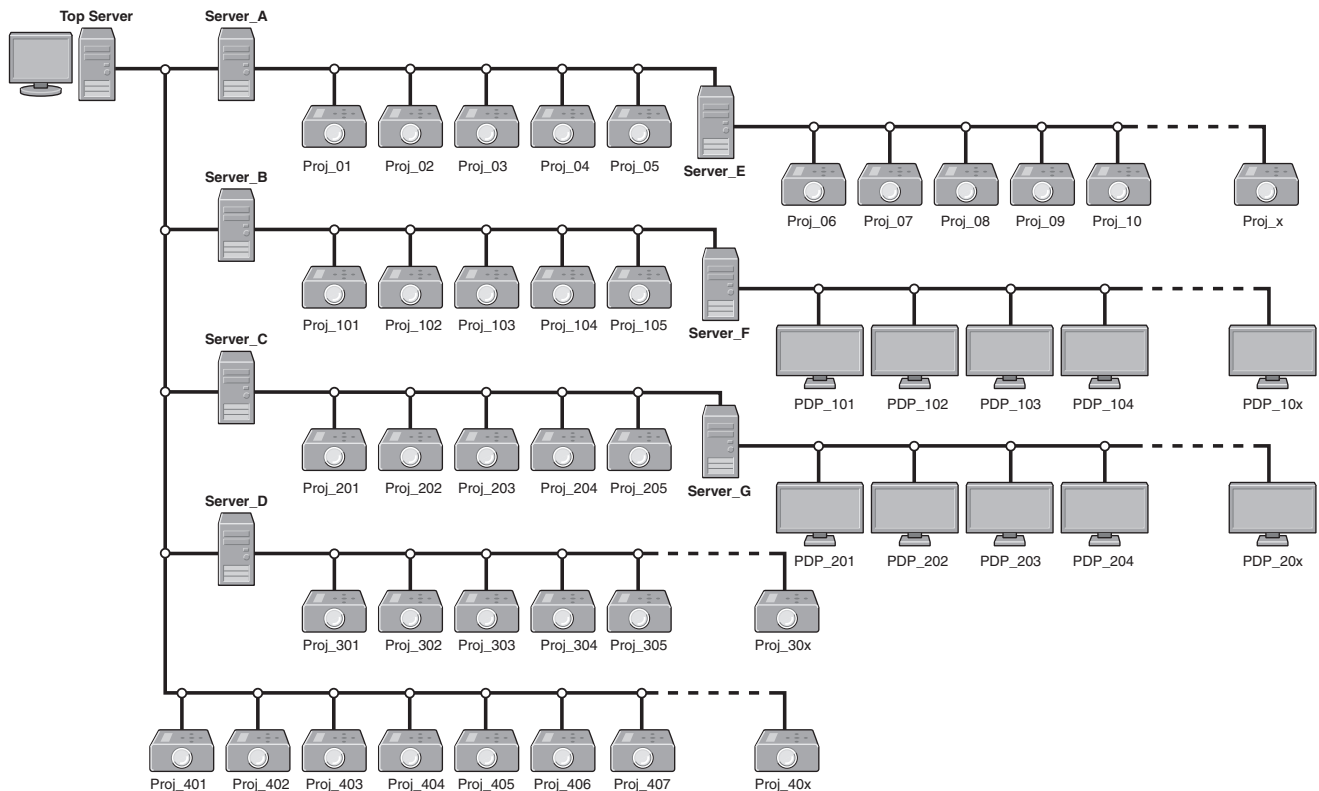 Top Server
Server_A
Proj_01 Proj_02 Proj_03 Proj_04 Proj_05
Server_E
Proj_06 Proj_07 Proj_08 Proj_09 Proj_10 Proj_x
Server_B
Proj_101 Proj_102 Proj_103 Proj_104 Proj_105
Server_F
PDP_101 PDP_102 PDP_103 PDP_104 PDP_10x
Server_C
Proj_201 Proj_202 Proj_203 Proj_204 Proj_205
Server_G
PDP_201 PDP_202 PDP_203 PDP_204 PDP_20x
Server_D
Proj_301 Proj_302 Proj_303 Proj_304 Proj_305 Proj_30x
Proj_401 Proj_402 Proj_403 Proj_404 Proj_405 Proj_406 Proj_407 Proj_40x